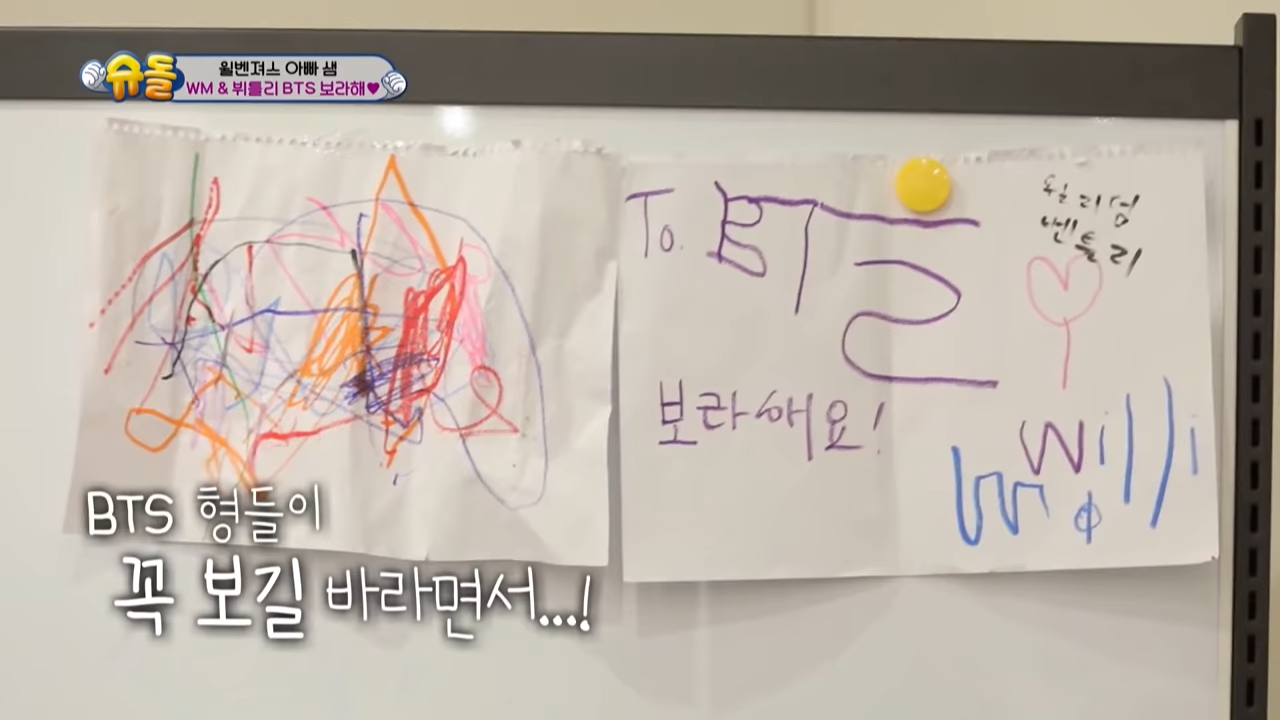 슈돌
윌벤져스 아빠 샘
WM & 뷔틀리 BTS 보라해♥
To. BTS
윌리엄
벤틀리
보라해요!
Willi
BTS 형들이
꼭 보길 바라면서...!